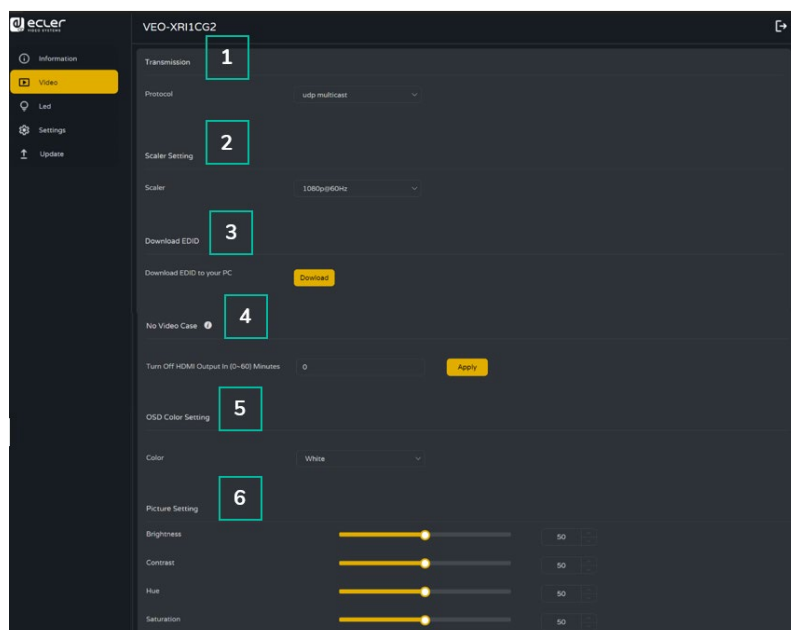 ecler
VIDEO SYSTEMS
VEO-XRI1CG2
Information
Video
Led
Settings
Update
Transmission
1
Protocol
udp multicast
Scaler Setting
2
Scaler
1080p@60Hz
Download EDID
3
Download EDID to your PC
Dowload
No Video Case
4
Turn Off HDMI Output In (0~60) Minutes
0
Apply
OSD Color Setting
5
Color
White
Picture Setting
6
Brightness
50
Contrast
50
Hue
50
Saturation
50